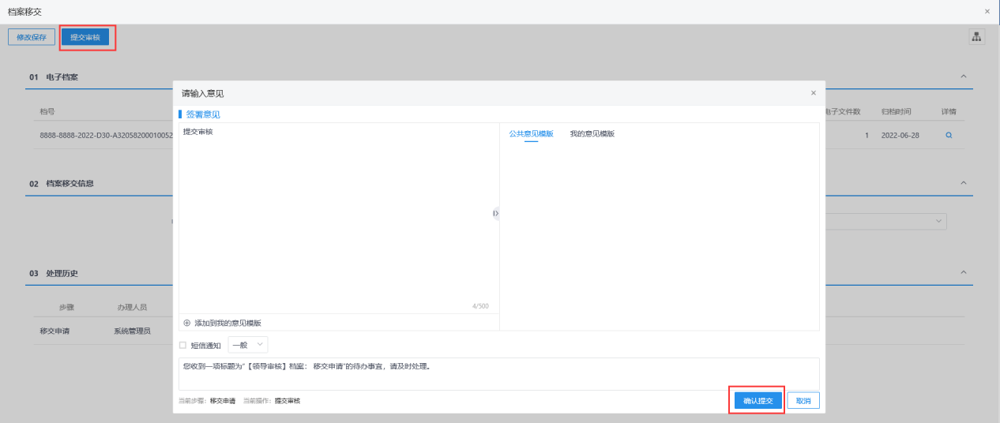 档案移交
修改保存 提交审核
01 电子档案
请输入意见
签署意见
档号
电子文件数 归档时间 详情
提交审核
公共意见模版 我的意见模版
8888-8888-2022-D30-A32058200010052
1 2022-06-28
02 档案移交信息
03 处理历史
步骤 办理人员
4/500
添加到我的意见模版
移交申请 系统管理员
短信通知 一般
您收到一项标题为“【领导审核】档案： 移交申请”的待办事宜，请及时处理。
当前步骤：移交申请 当前操作：提交审核
确认提交 取消